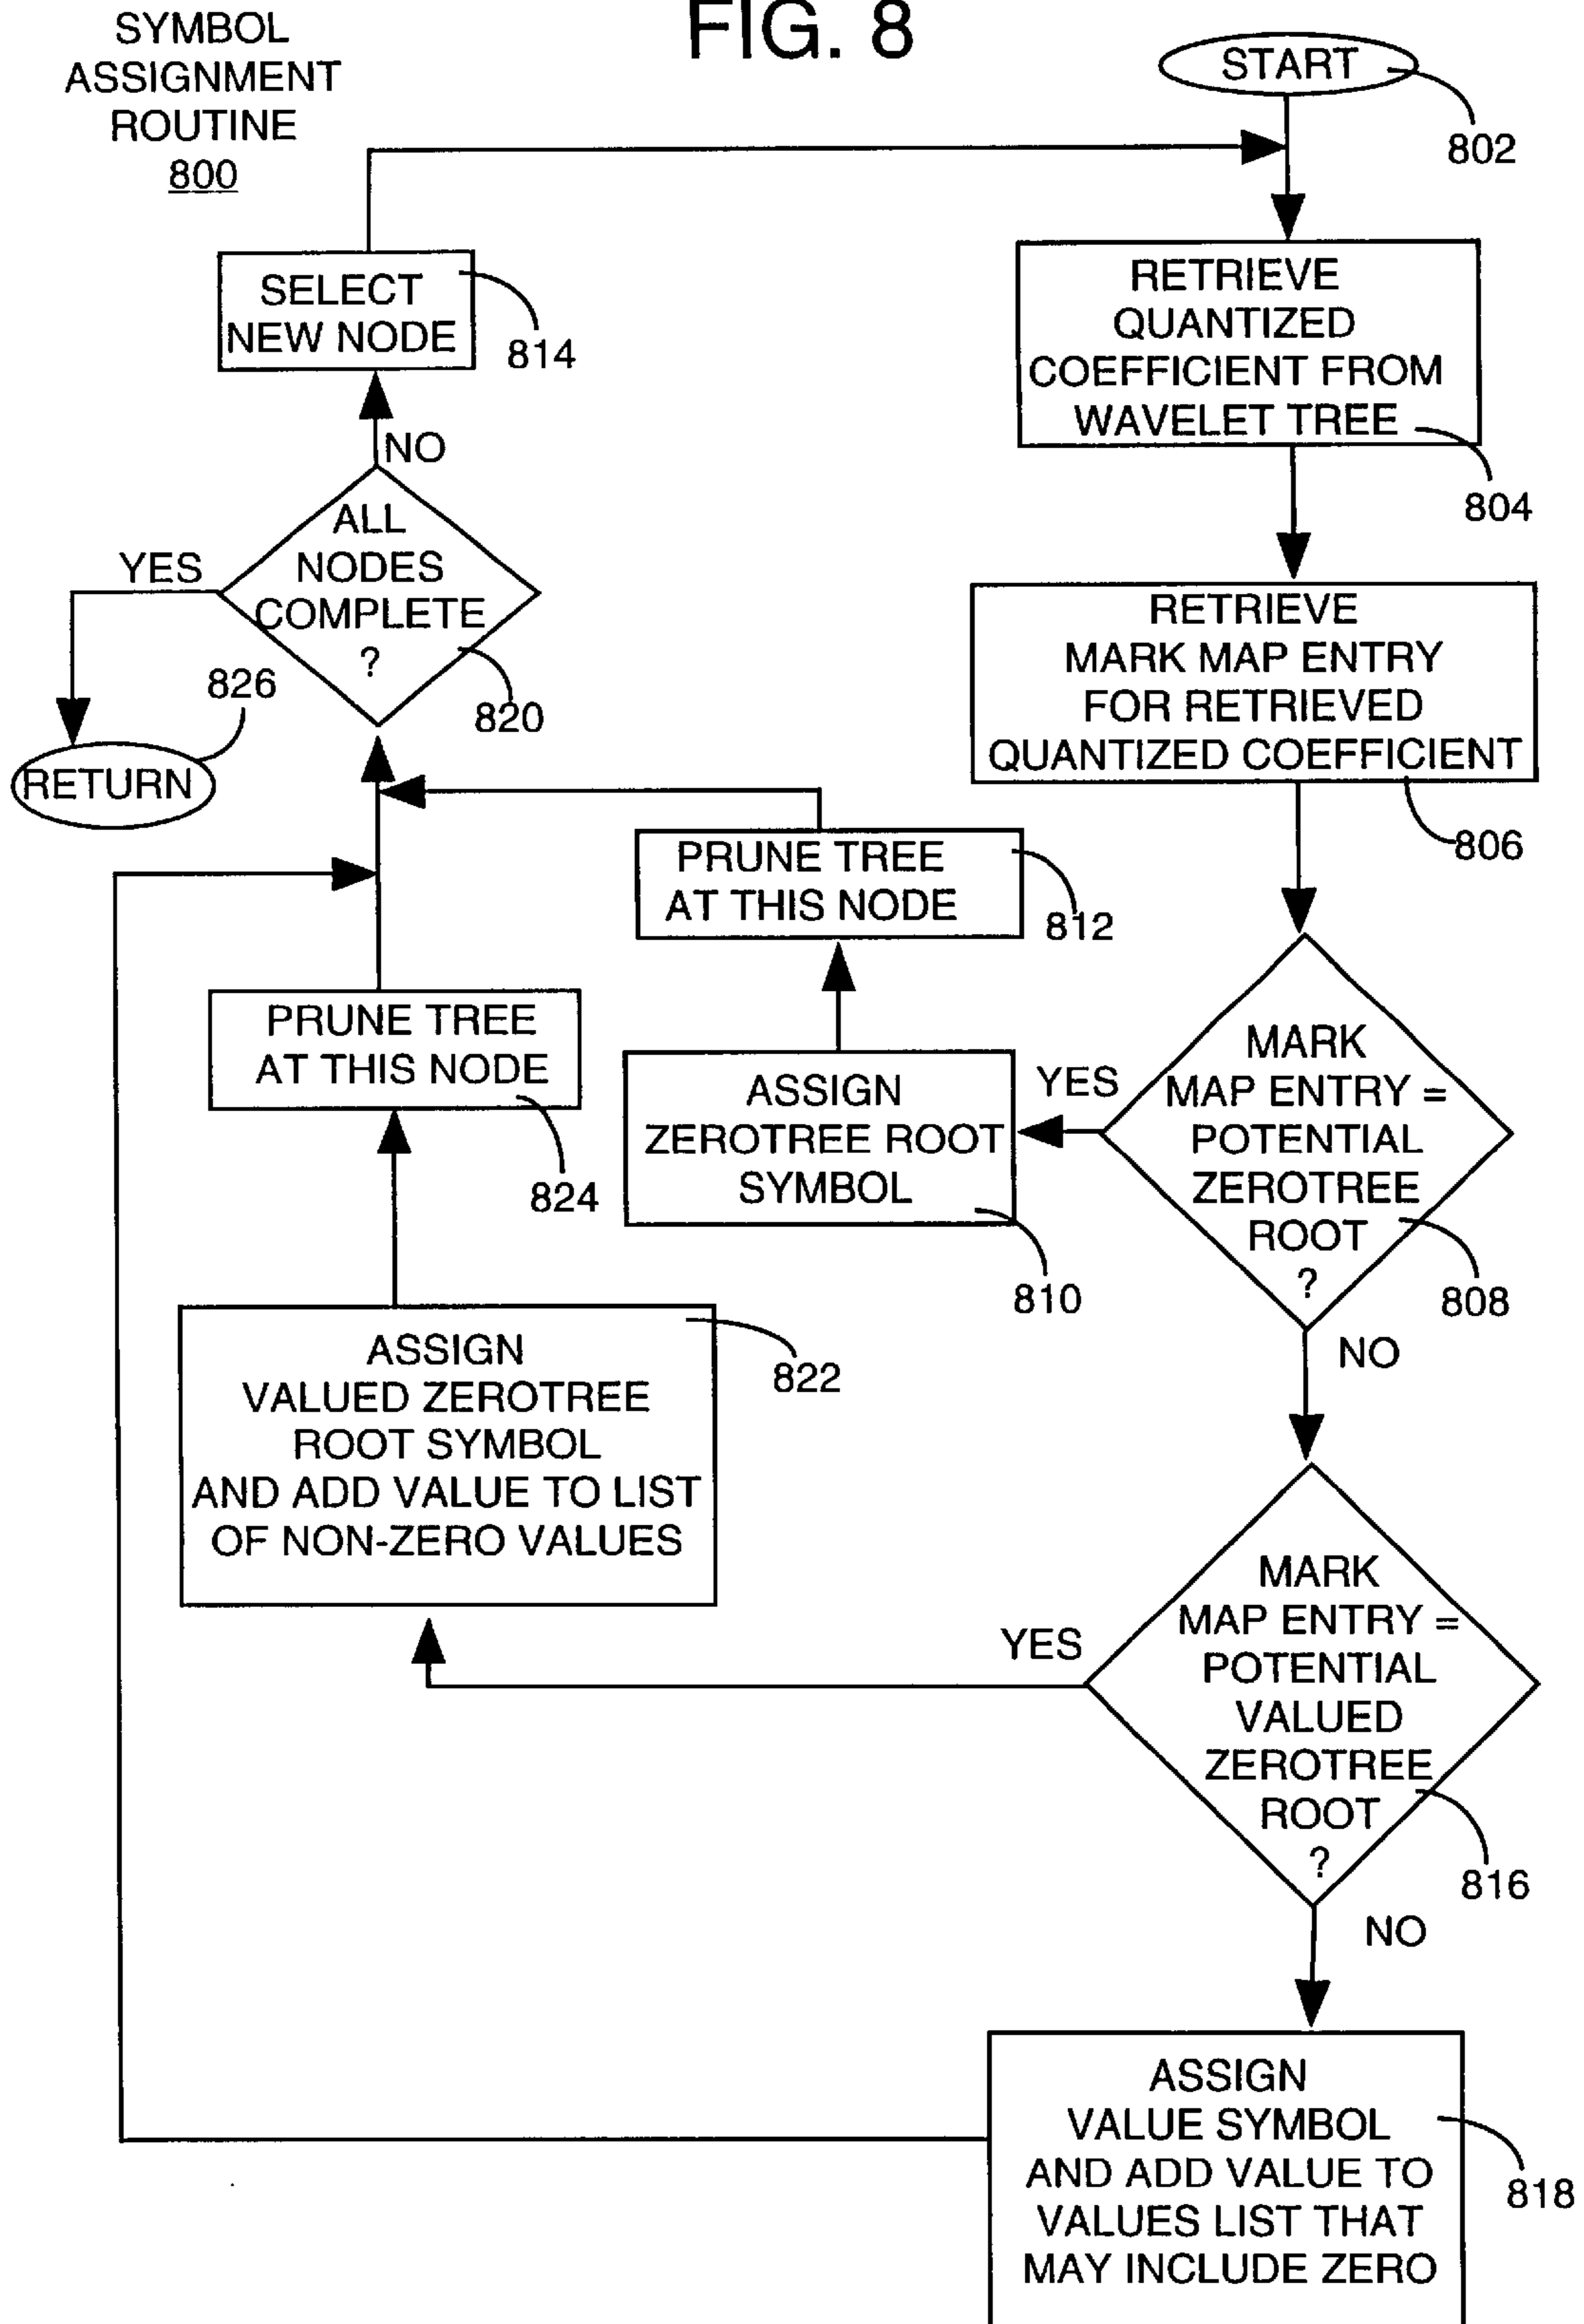 FIG. 8
SYMBOL
ASSIGNMENT
ROUTINE
800
START
802
RETRIEVE
QUANTIZED
COEFFICIENT FROM
WAVELET TREE
804
RETRIEVE
MARK MAP ENTRY
FOR RETRIEVED
QUANTIZED COEFFICIENT
806
MARK
MAP ENTRY =
POTENTIAL
ZEROTREE
ROOT
?
808
YES
NO
ASSIGN
ZEROTREE ROOT
SYMBOL
810
PRUNE TREE
AT THIS NODE
812
SELECT
NEW NODE
814
NO
ALL
NODES
COMPLETE
?
820
YES
826
RETURN
PRUNE TREE
AT THIS NODE
824
ASSIGN
VALUED ZEROTREE
ROOT SYMBOL
AND ADD VALUE TO LIST
OF NON-ZERO VALUES
822
YES
MARK
MAP ENTRY =
POTENTIAL
VALUED
ZEROTREE
ROOT
?
816
NO
ASSIGN
VALUE SYMBOL
AND ADD VALUE TO
VALUES LIST THAT
MAY INCLUDE ZERO
818